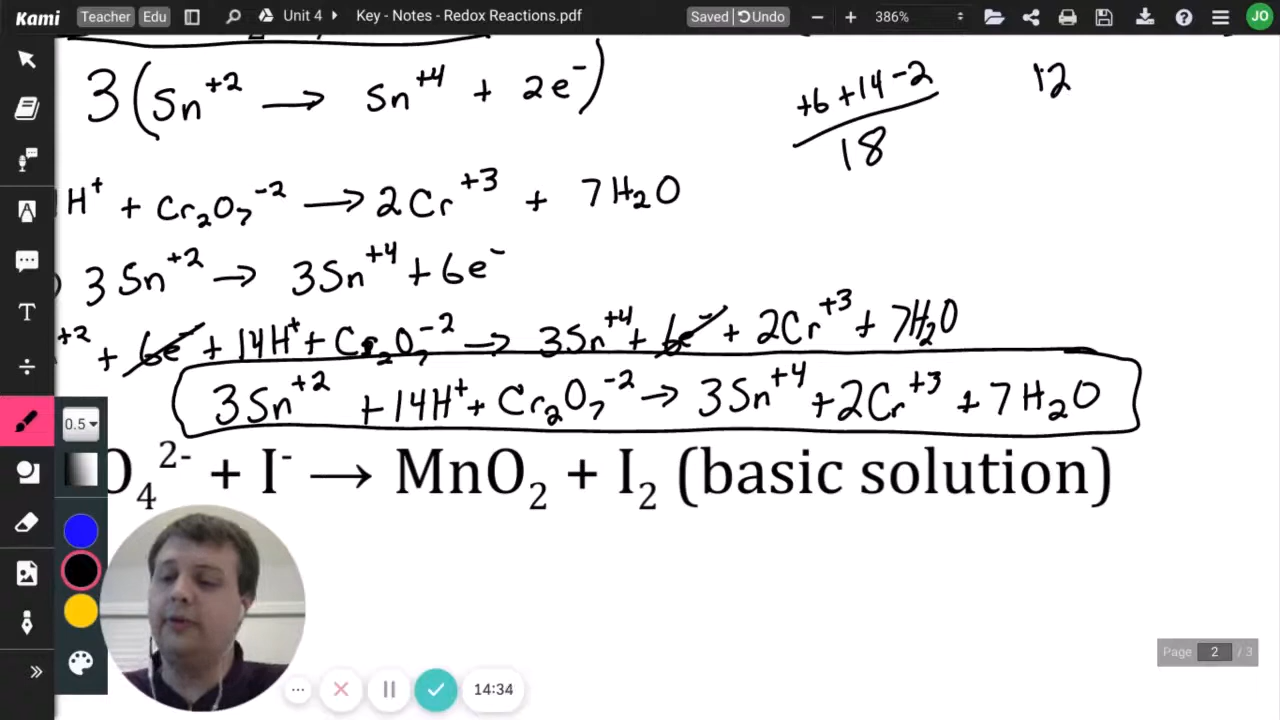 Kami Teacher Edu Unit 4 Key - Notes - Redox Reactions.pdf Saved Undo 386% JO
3(Sn⁺² → Sn⁺⁴ + 2e⁻)
+6 +14 -2
12
18
H⁺ + Cr₂O₇⁻² → 2Cr⁺³ + 7H₂O
3Sn⁺² → 3Sn⁺⁴ + 6e⁻
⁺² + 6e⁻ + 14H⁺ + Cr₂O₇⁻² → 3Sn⁺⁴ + 6e⁻ + 2Cr⁺³ + 7H₂O
3Sn⁺² + 14H⁺ + Cr₂O₇⁻² → 3Sn⁺⁴ + 2Cr⁺³ + 7H₂O
O₄²⁻ + I⁻ → MnO₂ + I₂ (basic solution)
0.5
Page 2 / 3
14:34